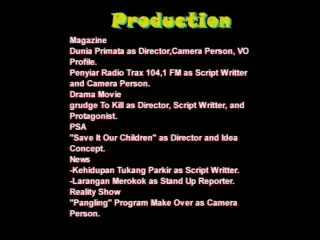 Production
Magazine
Dunia Primata as Director,Camera Person, VO
Profile.
Penyiar Radio Trax 104,1 FM as Script Writter
and Camera Person.
Drama Movie
grudge To Kill as Director, Script Writter, and
Protagonist.
PSA
"Save It Our Children" as Director and Idea
Concept.
News
-Kehidupan Tukang Parkir as Script Writter.
-Larangan Merokok as Stand Up Reporter.
Reality Show
"Pangling" Program Make Over as Camera
Person.